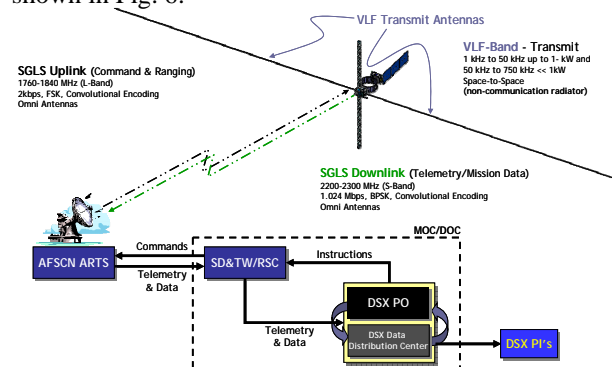 shown in Fig. 6.
VLF Transmit Antennas
VLF-Band - Transmit
1 kHz to 50 kHz up to 1- kW and
50 kHz to 750 kHz << 1kW
Space-to-Space
(non-communication radiator)
SGLS Uplink (Command & Ranging)
1760-1840 MHz (L-Band)
2kbps, FSK, Convolutional Encoding
Omni Antennas
SGLS Downlink (Telemetry/Mission Data)
2200-2300 MHz (S-Band)
1.024 Mbps, BPSK, Convolutional Encoding
Omni Antennas
MOC/DOC
AFSCN ARTS
Commands
Telemetry
& Data
SD&TW/RSC
Instructions
Telemetry
& Data
DSX PO
DSX Data
Distribution Center
DSX PI's